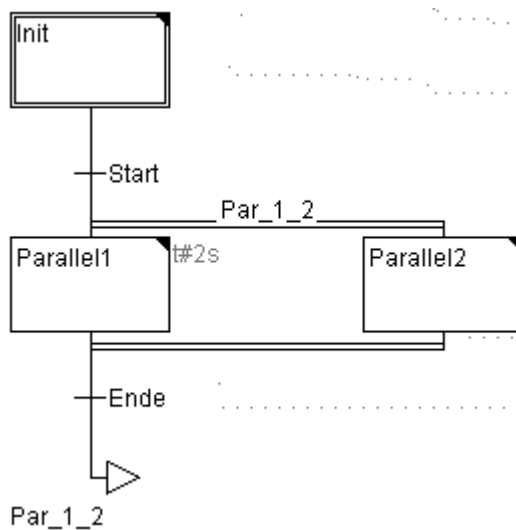 Init
Start
Par_1_2
Parallel1
t#2s
Parallel2
Ende
Par_1_2